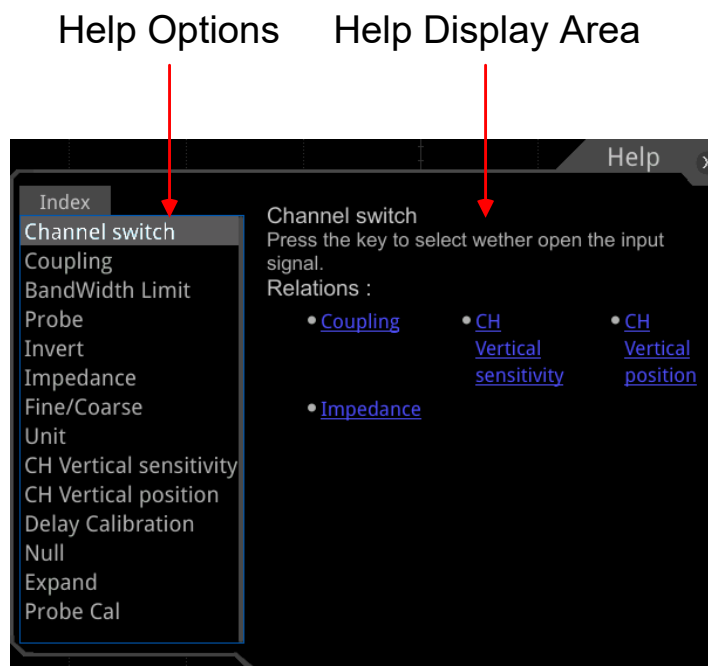 Help Options Help Display Area
Help X
Index
Channel switch
Coupling
BandWidth Limit
Probe
Invert
Impedance
Fine/Coarse
Unit
CH Vertical sensitivity
CH Vertical position
Delay Calibration
Null
Expand
Probe Cal
Channel switch
Press the key to select wether open the input
signal.
Relations :
• Coupling
• CH
Vertical
sensitivity
• CH
Vertical
position
• Impedance